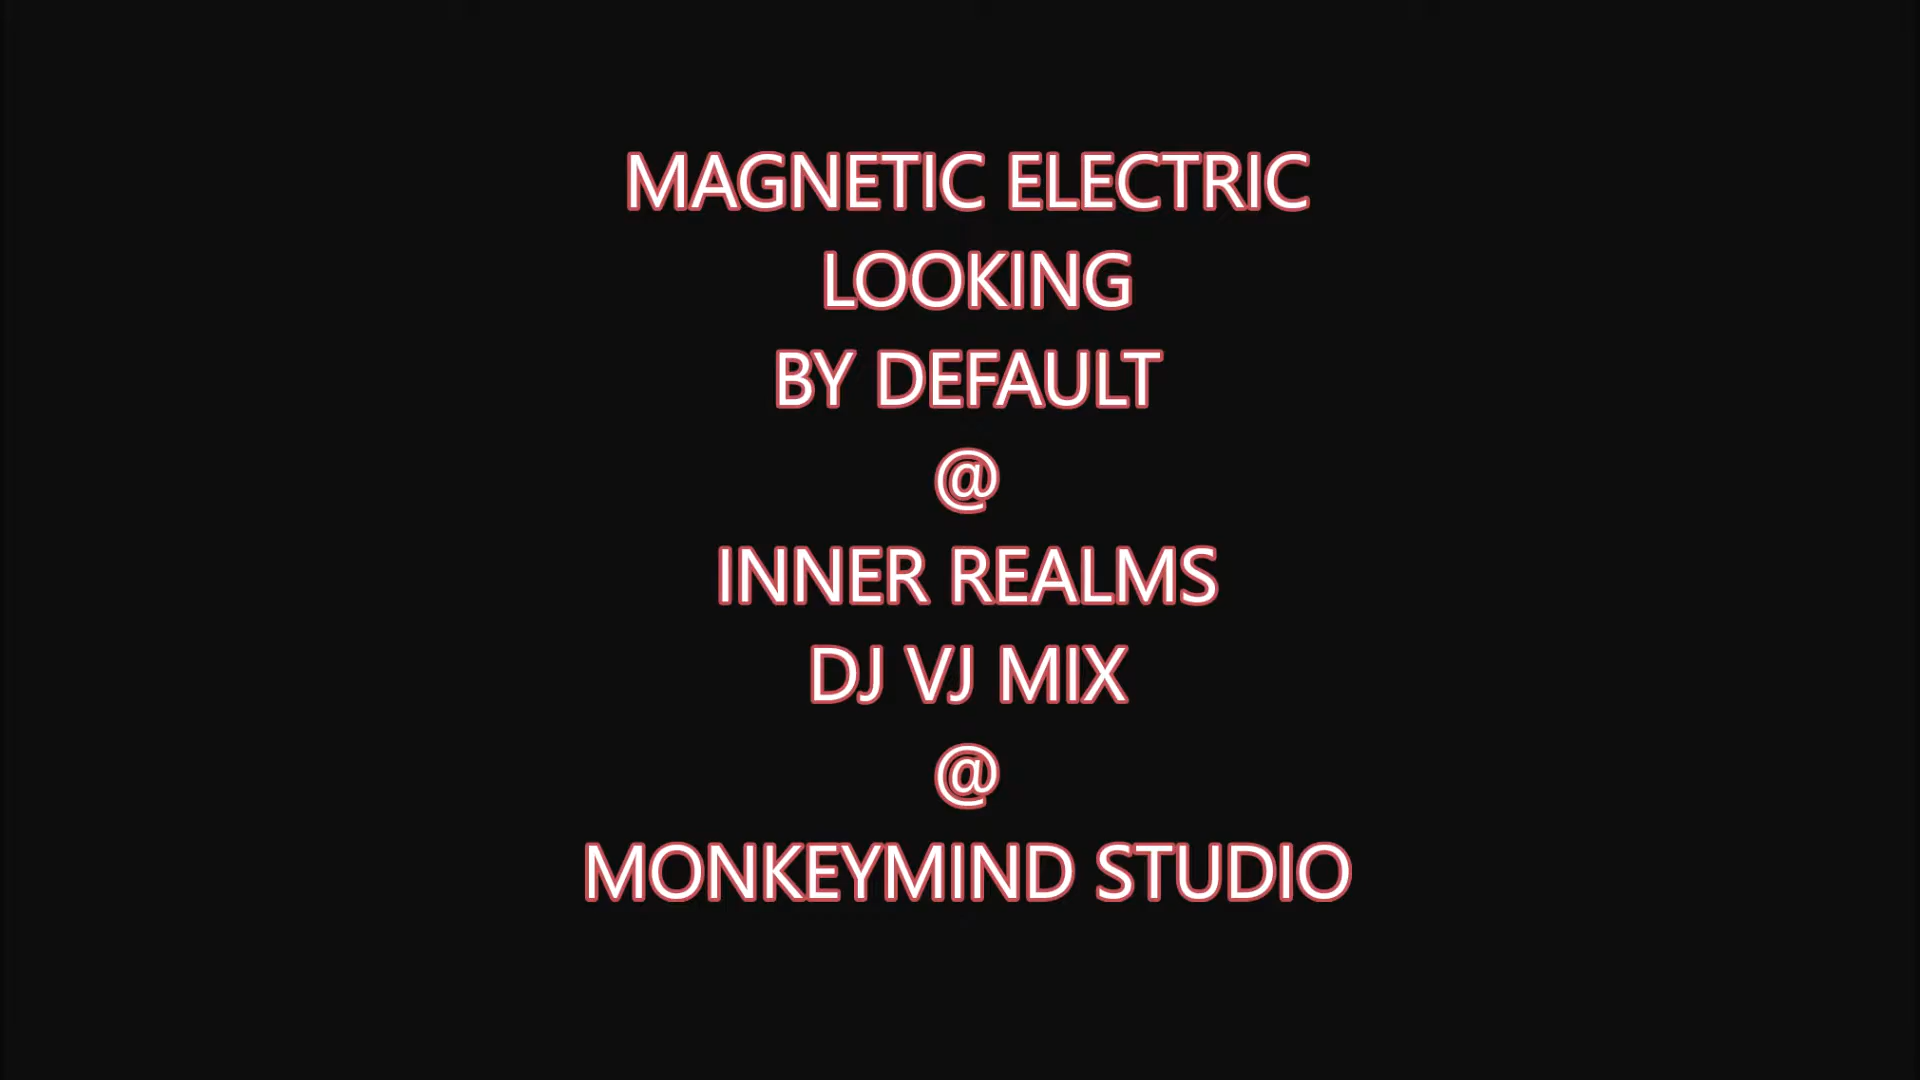 MAGNETIC ELECTRIC
LOOKING
BY DEFAULT
@
INNER REALMS
DJ VJ MIX
@
MONKEYMIND STUDIO